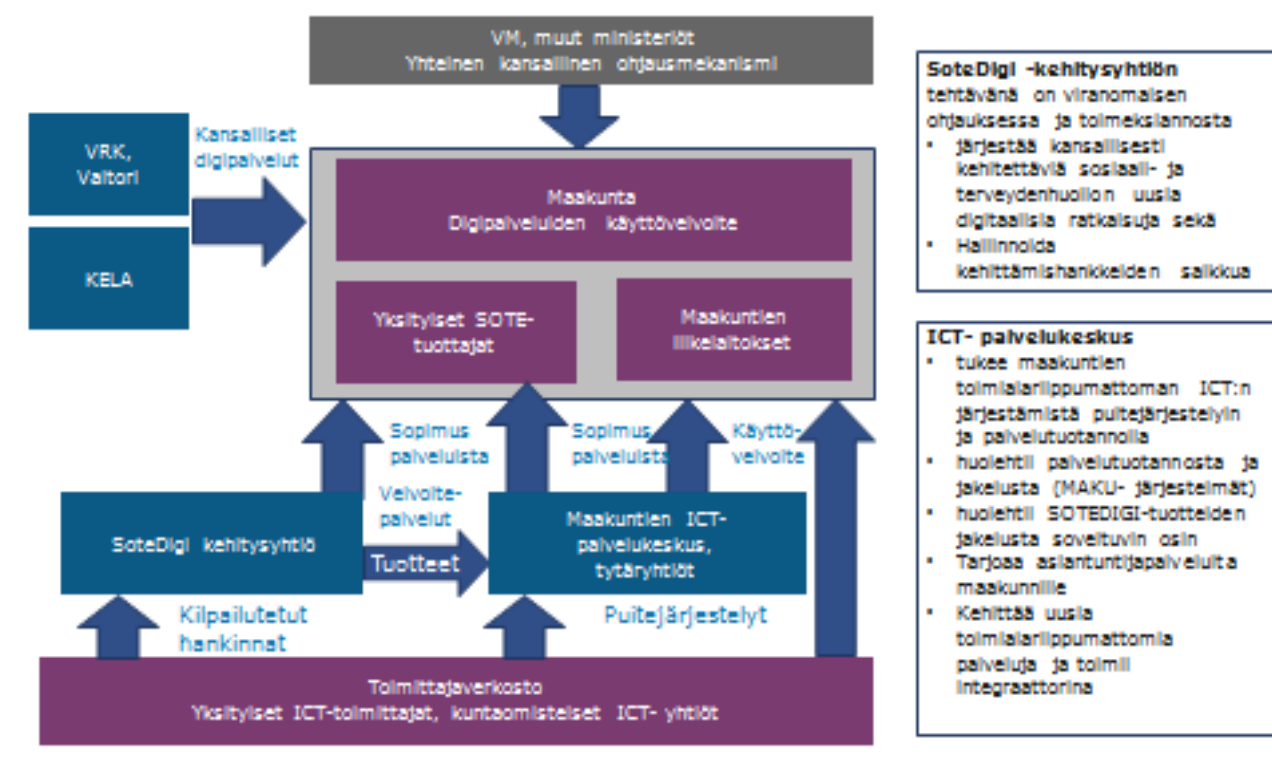 VM, muut ministeriöt
Yhteinen kansallinen ohjausmekanismi
VRK,
Valtori
KELA
Kansalliset
digipalvelut
Maakunta
Digipalveluiden käyttövelvoite
Yksityiset SOTE-
tuottajat
Maakuntien
liikelaitokset
Sopimus
palveluista
Sopimus
palveluista
Käyttö-
velvoite
Velvoite-
palvelut
SoteDigi kehitysyhtiö
Tuotteet
Maakuntien ICT-
palvelukeskus,
tytäryhtiöt
Kilpailutetut
hankinnat
Puitejärjestelyt
Toimittajaverkosto
Yksityiset ICT-toimittajat, kuntaomisteiset ICT- yhtiöt
SoteDigi -kehitysyhtiön
tehtävänä on viranomaisen
ohjauksessa ja toimeksiannosta
• järjestää kansallisesti
kehitettäviä sosiaali- ja
terveydenhuollon uusia
digitaalisia ratkaisuja sekä
• Hallinnoida
kehittämishankkeiden salkkua
ICT- palvelukeskus
• tukee maakuntien
toimialariippumattoman ICT:n
järjestämistä puitejärjestelyin
ja palvelutuotannolla
• huolehtii palvelutuotannosta ja
jakelusta (MAKU- järjestelmät)
• huolehtii SOTEDIGI-tuotteiden
jakelusta soveltuvin osin
• Tarjoaa asiantuntijapalveluita
maakunnille
• Kehittää uusia
toimialariippumattomia
palveluja ja toimii
integraattorina